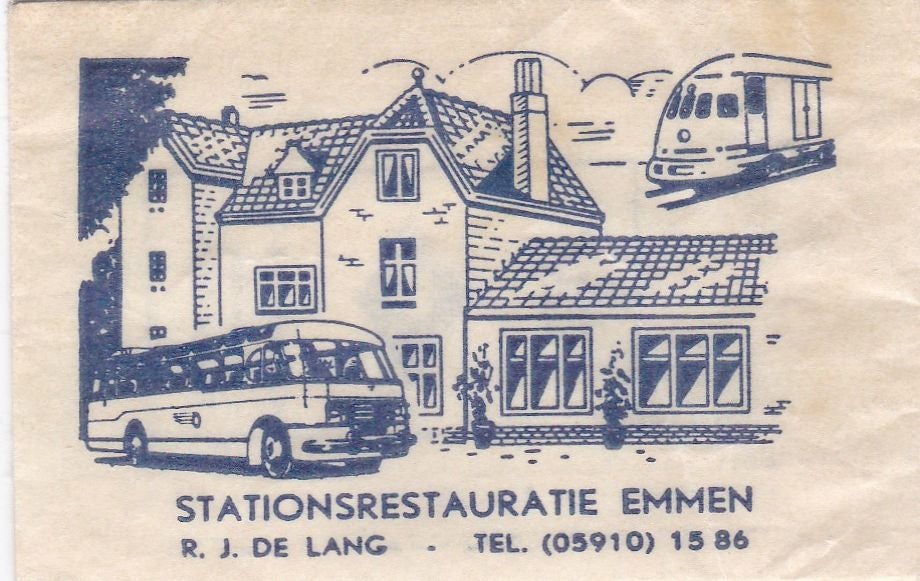 STATIONSRESTAURATIE EMMEN
R. J. DE LANG - TEL. (05910) 15 86